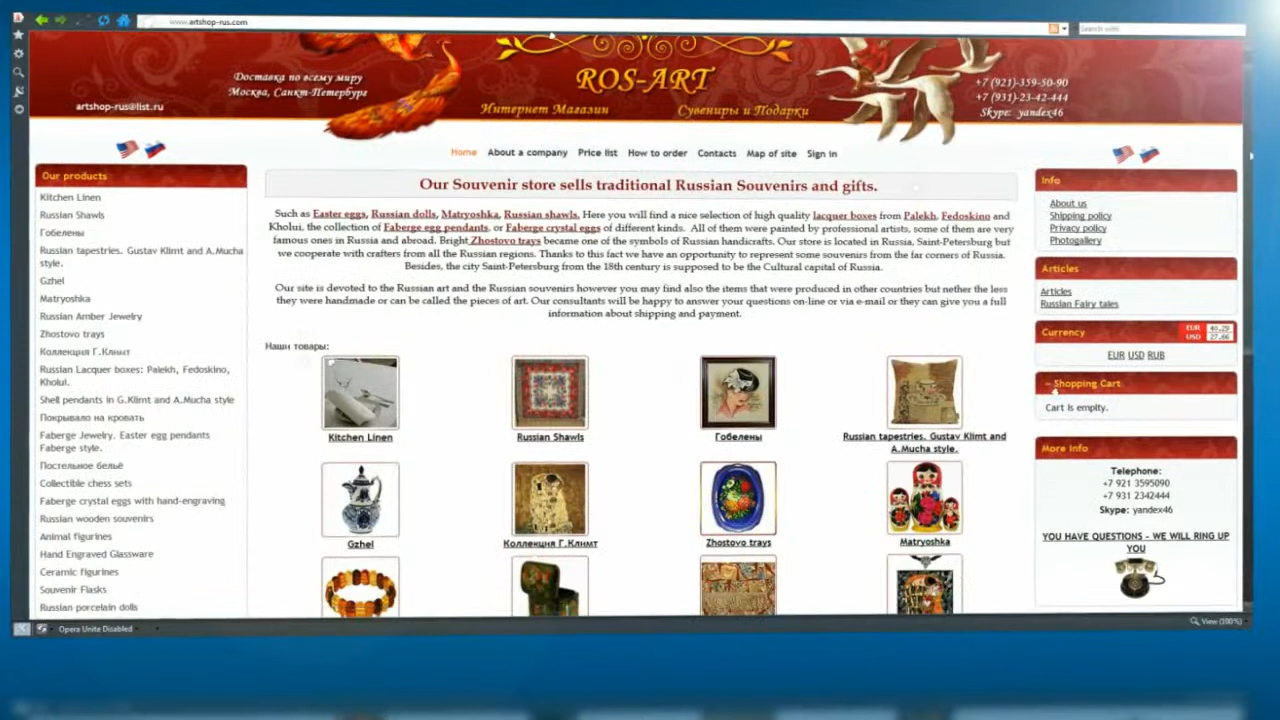 www.artshop-rus.com
Search with
ROS-ART
Доставка по всему миру
Москва, Санкт-Петербург
artshop-rus@list.ru
Интернет Магазин
Сувениры и Подарки
+7 (921)-359-50-90
+7 (931)-23-42-444
Skype: yandex46
Home
About a company
Price list
How to order
Contacts
Map of site
Sign in
Our products
Kitchen Linen
Russian Shawls
Гобелены
Russian tapestries. Gustav Klimt and A.Mucha
style.
Gzhel
Matryoshka
Russian Amber Jewelry
Zhostovo trays
Коллекция Г.Климт
Russian Lacquer boxes: Palekh, Fedoskino,
Kholui.
Shell pendants in G.Klimt and A.Mucha style
Покрывало на кровать
Faberge Jewelry. Easter egg pendants
Faberge style.
Постельное бельё
Collectible chess sets
Faberge crystal eggs with hand-engraving
Russian wooden souvenirs
Animal figurines
Hand Engraved Glassware
Ceramic figurines
Souvenir Flasks
Russian porcelain dolls
Our Souvenir store sells traditional Russian Souvenirs and gifts.
Such as Easter eggs, Russian dolls, Matryoshka, Russian shawls. Here you will find a nice selection of high quality lacquer boxes from Palekh, Fedoskino and
Kholui, the collection of Faberge egg pendants, or Faberge crystal eggs of different kinds. All of them were painted by professional artists, some of them are very
famous ones in Russia and abroad. Bright Zhostovo trays became one of the symbols of Russian handicrafts. Our store is located in Russia, Saint-Petersburg but
we cooperate with crafters from all the Russian regions. Thanks to this fact we have an opportunity to represent some souvenirs from the far corners of Russia.
Besides, the city Saint-Petersburg from the 18th century is supposed to be the Cultural capital of Russia.
Our site is devoted to the Russian art and the Russian souvenirs however you may find also the items that were produced in other countries but nether the less
they were handmade or can be called the pieces of art. Our consultants will be happy to answer your questions on-line or via e-mail or they can give you a full
information about shipping and payment.
Наши товары:
Kitchen Linen
Russian Shawls
Гобелены
Russian tapestries. Gustav Klimt and
A.Mucha style.
Gzhel
Коллекция Г.Климт
Zhostovo trays
Matryoshka
Info
About us
Shipping policy
Privacy policy
Photogallery
Articles
Articles
Russian Fairy tales
Currency
EUR
USD 27.66
EUR USD RUB
– Shopping Cart
Cart is empty.
More Info
Telephone:
+7 921 3595090
+7 931 2342444
Skype: yandex46
YOU HAVE QUESTIONS - WE WILL RING UP
YOU
Opera Unite Disabled
View (100%)